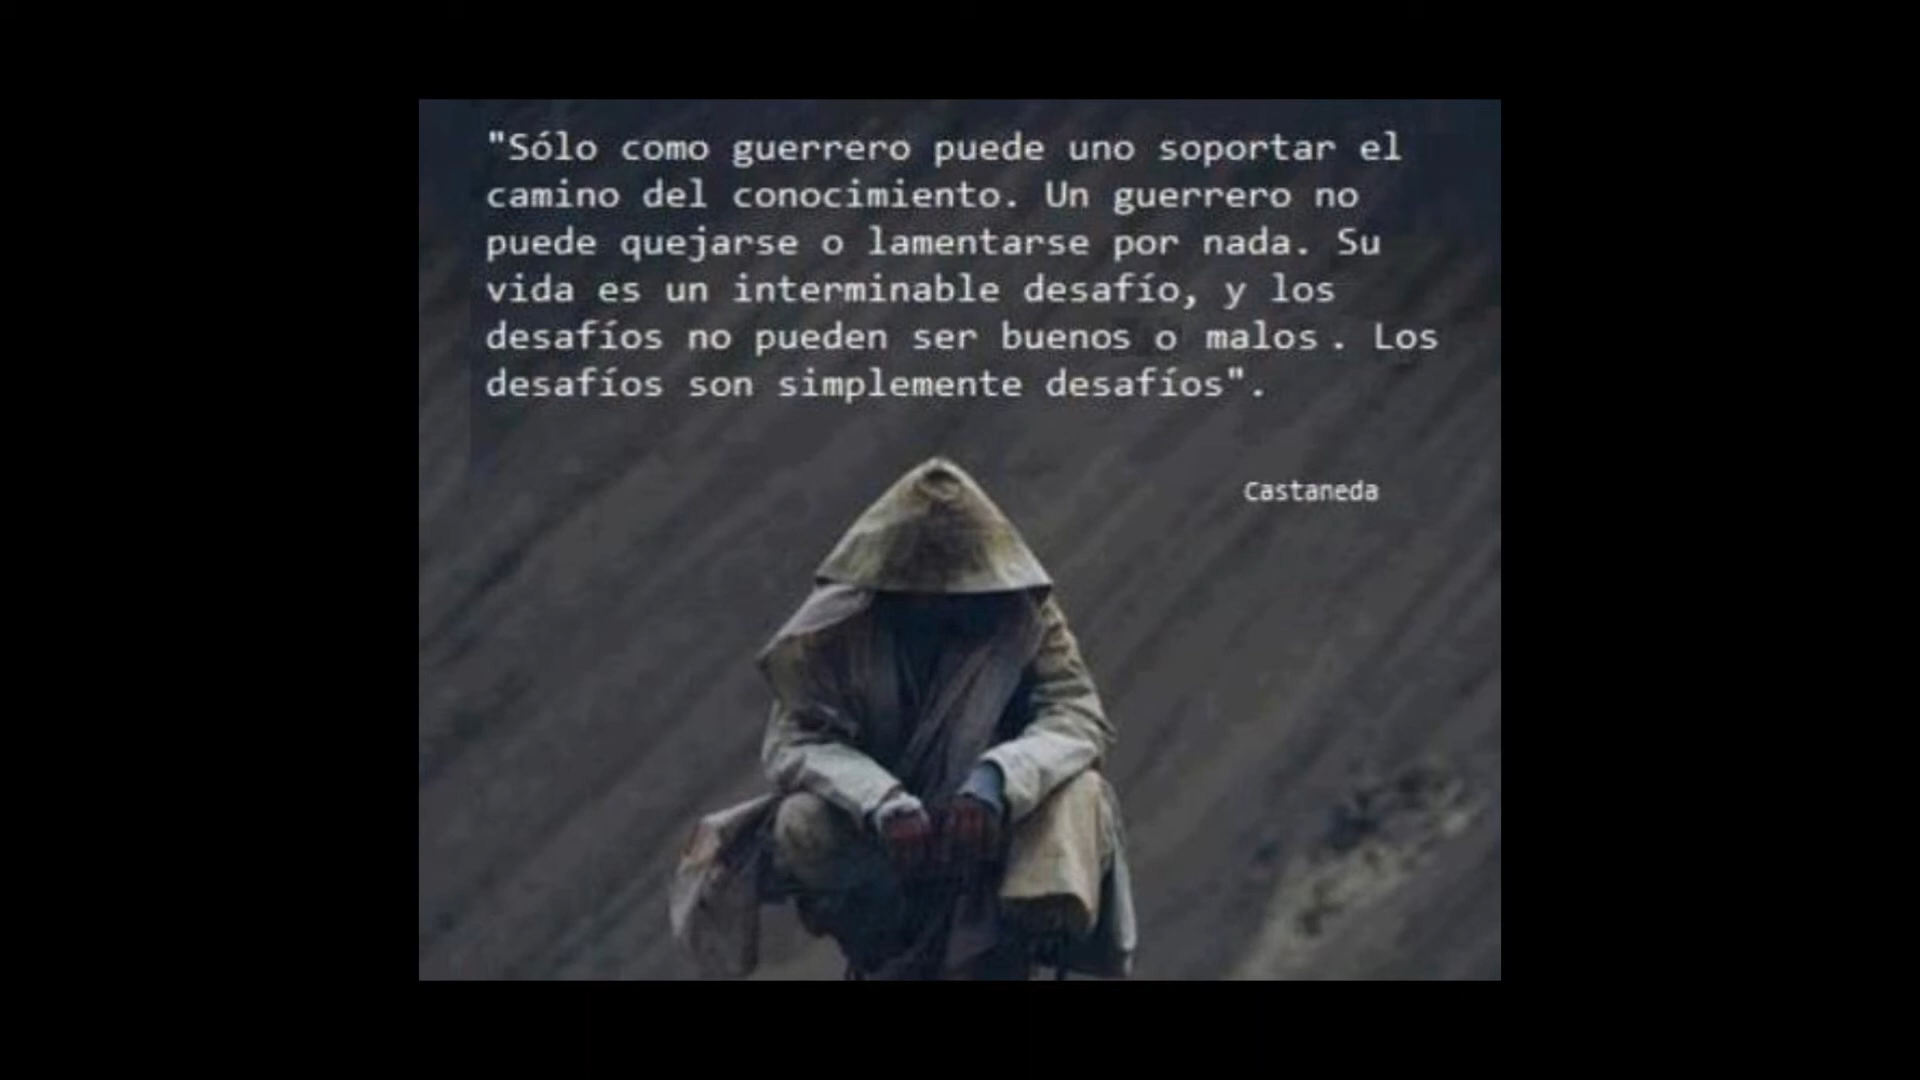 "Sólo como guerrero puede uno soportar el
camino del conocimiento. Un guerrero no
puede quejarse o lamentarse por nada. Su
vida es un interminable desafío, y los
desafíos no pueden ser buenos o malos. Los
desafíos son simplemente desafíos".
Castaneda